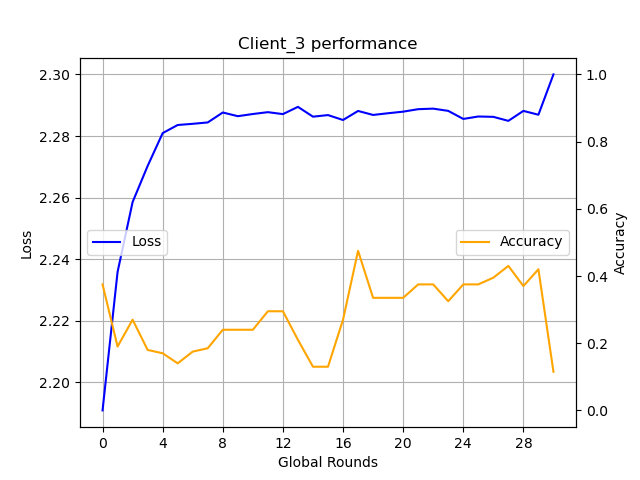 Client_3 performance
2.30
2.28
2.26
2.24
2.22
2.20
Loss
1.0
0.8
0.6
0.4
0.2
0.0
Accuracy
Loss
Accuracy
0 4 8 12 16 20 24 28
Global Rounds